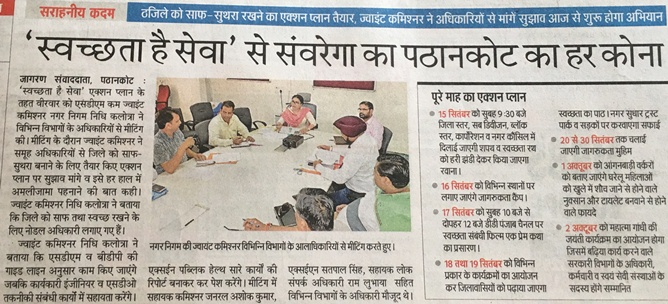 सराहनीय कदम
ठजिले को साफ- सुथरा रखने का एक्शन प्लान तैयार, ज्वाइंट कमिश्नर ने अधिकारियों से मांगें सुझाव आज से शुरू होगा अभियान
‘स्वच्छता है सेवा’ से संवरेगा का पठानकोट का हर कोना
जागरण संवाददाता, पठानकोट :
‘स्वच्छता है सेवा’ एक्शन प्लान के
तहत वीरवार को एसडीएम कम ज्वाइंट
कमिश्नर नगर निगम निधि कलोत्रा ने
विभिन्न विभागों के अधिकारियों से मीटिंग
की। मीटिंग के दौरान ज्वाइंट कमिश्नर ने
समूह अधिकारियों से जिले को साफ-
सुथरा बनाने के लिए तैयार किए एक्शन
प्लान पर सुझाव मांगे व इसे हर हाल में
अमलीजामा पहनाने की बात कही।
ज्वाइंट कमिश्नर निधि कलोत्रा ने बताया
कि जिले को साफ तथा स्वच्छ रखने के
लिए नोडल अधिकारी लगाए गए हैं।
ज्वाइंट कमिश्नर निधि कलोत्रा ने
बताया कि एसडीएम व बीडीपी की
गाइड लाइन अनुसार काम किए जाएंगे
जबकि कार्यकारी इंजीनियर व एसडीओ
तकनीकी संबंधी कार्यों में सहायता करेंगे।
नगर निगम की ज्वायंट कमिश्नर विभिन्नि विभागों के आलाधिकारियों से मीटिंग करते हुए।
एक्सईन पब्लिक हेल्थ सारे कार्यों की
रिपोर्ट बनाकर कर पेश करेंगे। मीटिंग में
सहायक कमिश्नर जनरल अशोक कुमार,
एक्सईएन सतपाल सिंह, सहायक लोक
संपर्क अधिकारी राम लुभाया सहित
विभिन्न विभागों के अधिकारी मौजूद थे।
पूरे माह का एक्शन प्लान
15 सितंबर को सुबह 9:30 बजे
जिला स्तर, सब डिवीजन, ब्लॉक
स्तर, कार्पोरेशन व नगर कौंसिल में
दिलाई जाएगी शपथ व स्वच्छता रथ
को हरी झंडी देकर किया जाएगा
रवाना।
16 सितंबर को विभिन्न स्थानों पर
लगाए जाएंगे जागरुकता कैंप।
17 सितंबर को सुबह 10 बजे से
दोपहर 12 बजे डीडी पंजाब चैनल पर
स्वच्छता संबंधी फिल्म एक प्रेम कथा
का प्रसारण।
18 तथा 19 सितंबर को विभिन्न
प्रकार के कार्यक्रमों का आयोजन
कर जिलावासियों को पढ़ाया जाएगा
स्वच्छता का पाठ। नगर सुधार ट्रस्ट
पार्क व सड़कों पर करवाएगा सफाई
20 से 30 सितंबर तक चलाई
जाएगी जागरुकता मुहिम
1 अक्टूबर को आंगनबाड़ी वर्करों
को बताए जाएंगे घरेलू महिलाओं
को खुले में शौच जाने से होने वाले
नुक्सान और टायलेट बनवाने से होने
वाले फायदे
2 अक्टूबर को महात्मा गांधी की
जयंती कार्यक्रम का आयोजन होगा
जिसमें बढ़िया कार्य करने वाले
सरकारी विभागों के अधिकारी,
कर्मचारी व स्वयं सेवी संस्थाओं के
सदस्य होंगे सम्मानित